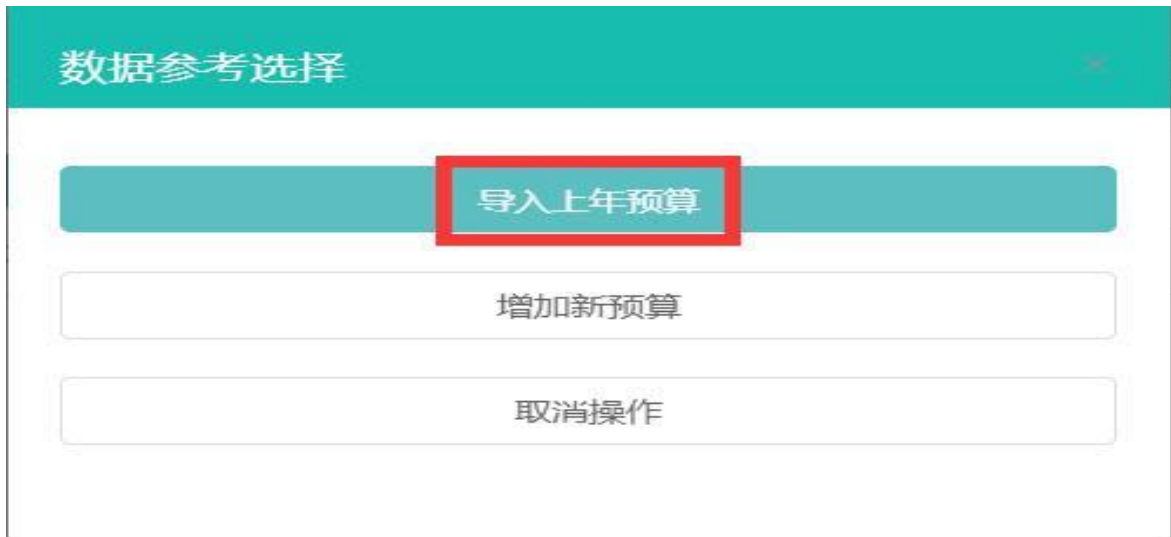 数据参考选择
导入上年预算
增加新预算
取消操作